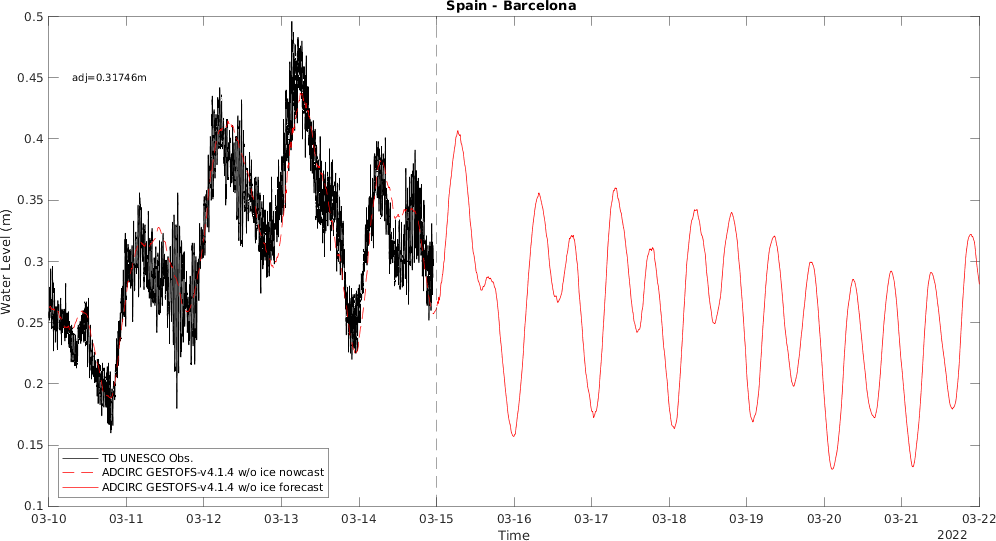 Spain - Barcelona
0.5
0.45
adj=0.31746m
0.4
0.35
0.3
0.25
0.2
0.15
0.1
Water Level (m)
TD UNESCO Obs.
ADCIRC GESTOFS-v4.1.4 w/o ice nowcast
ADCIRC GESTOFS-v4.1.4 w/o ice forecast
03-10 03-11 03-12 03-13 03-14 03-15 03-16 03-17 03-18 03-19 03-20 03-21 03-22
Time
2022